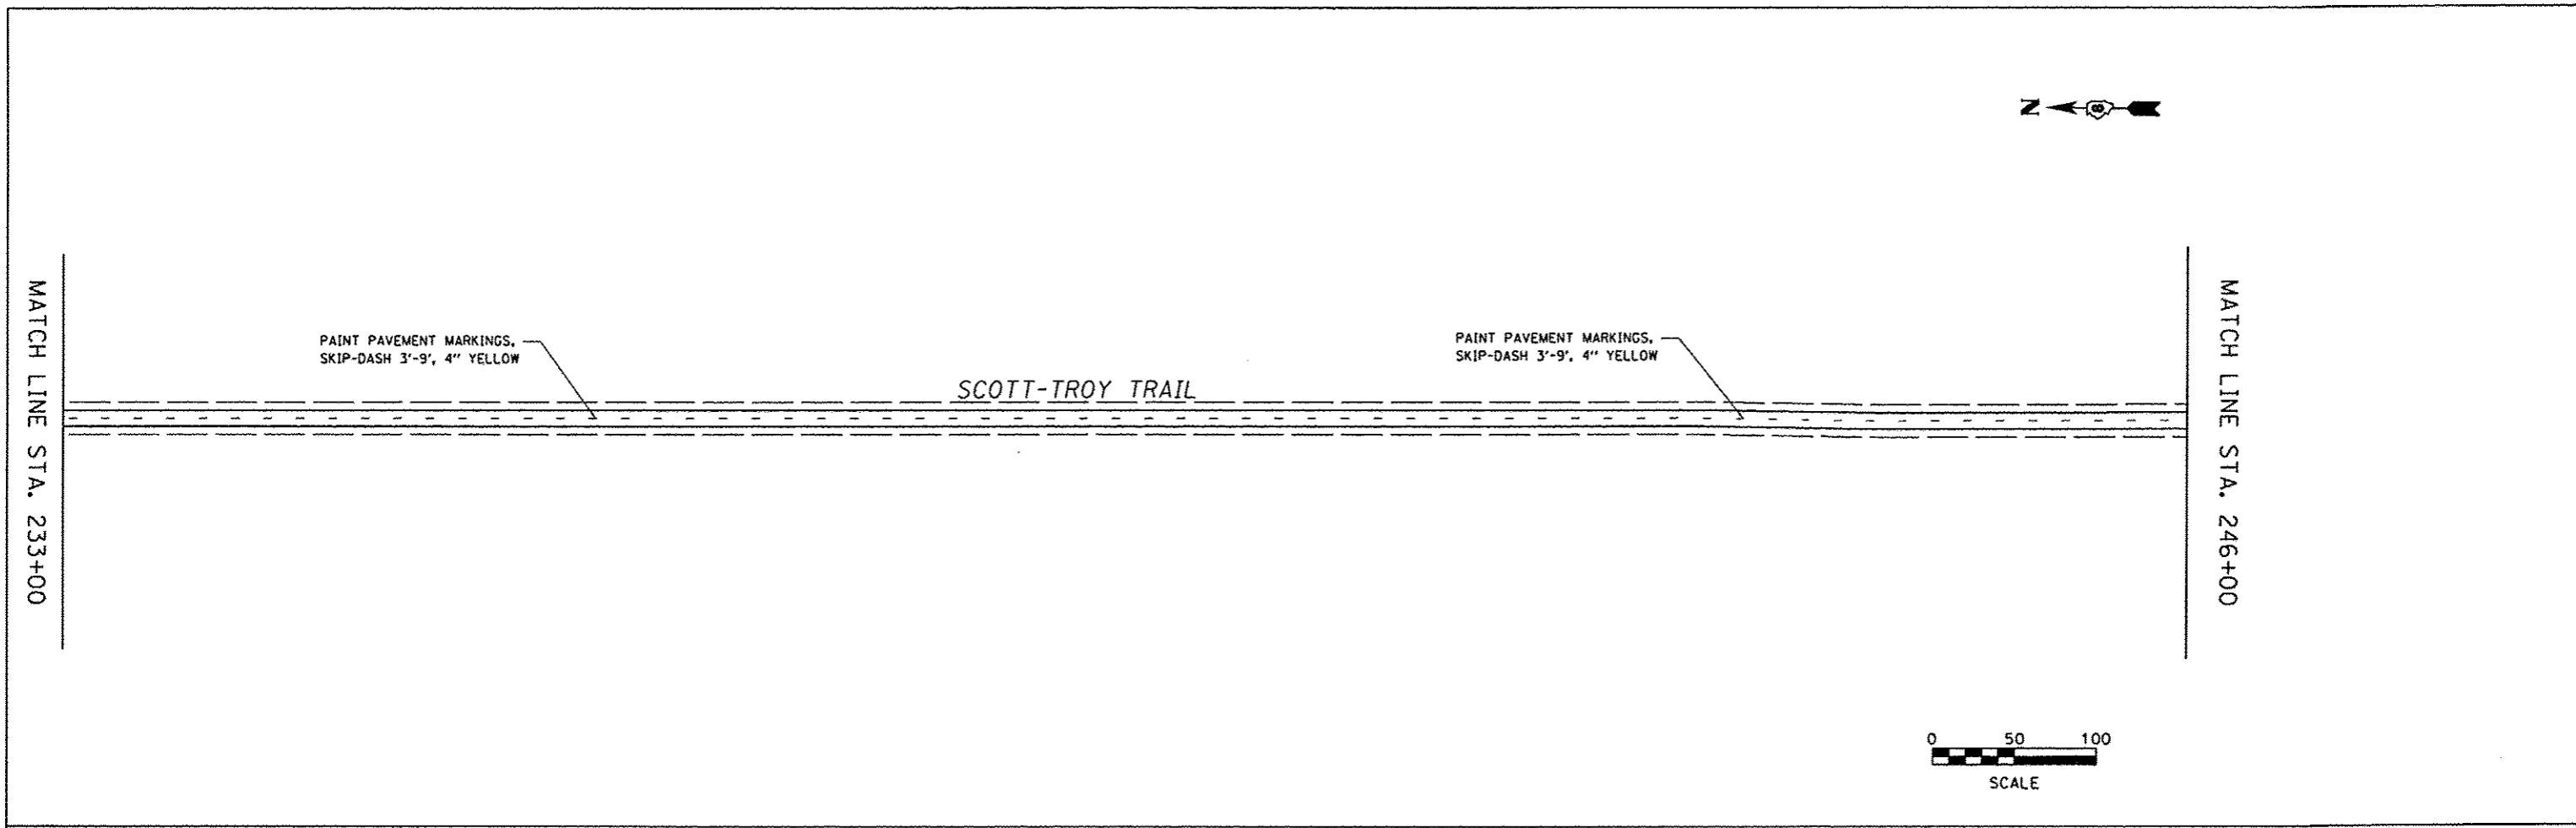 N
8
MATCH LINE STA. 233+00
PAINT PAVEMENT MARKINGS,
SKIP-DASH 3'-9', 4" YELLOW
SCOTT-TROY TRAIL
PAINT PAVEMENT MARKINGS,
SKIP-DASH 3'-9', 4" YELLOW
MATCH LINE STA. 246+00
0 50 100
SCALE